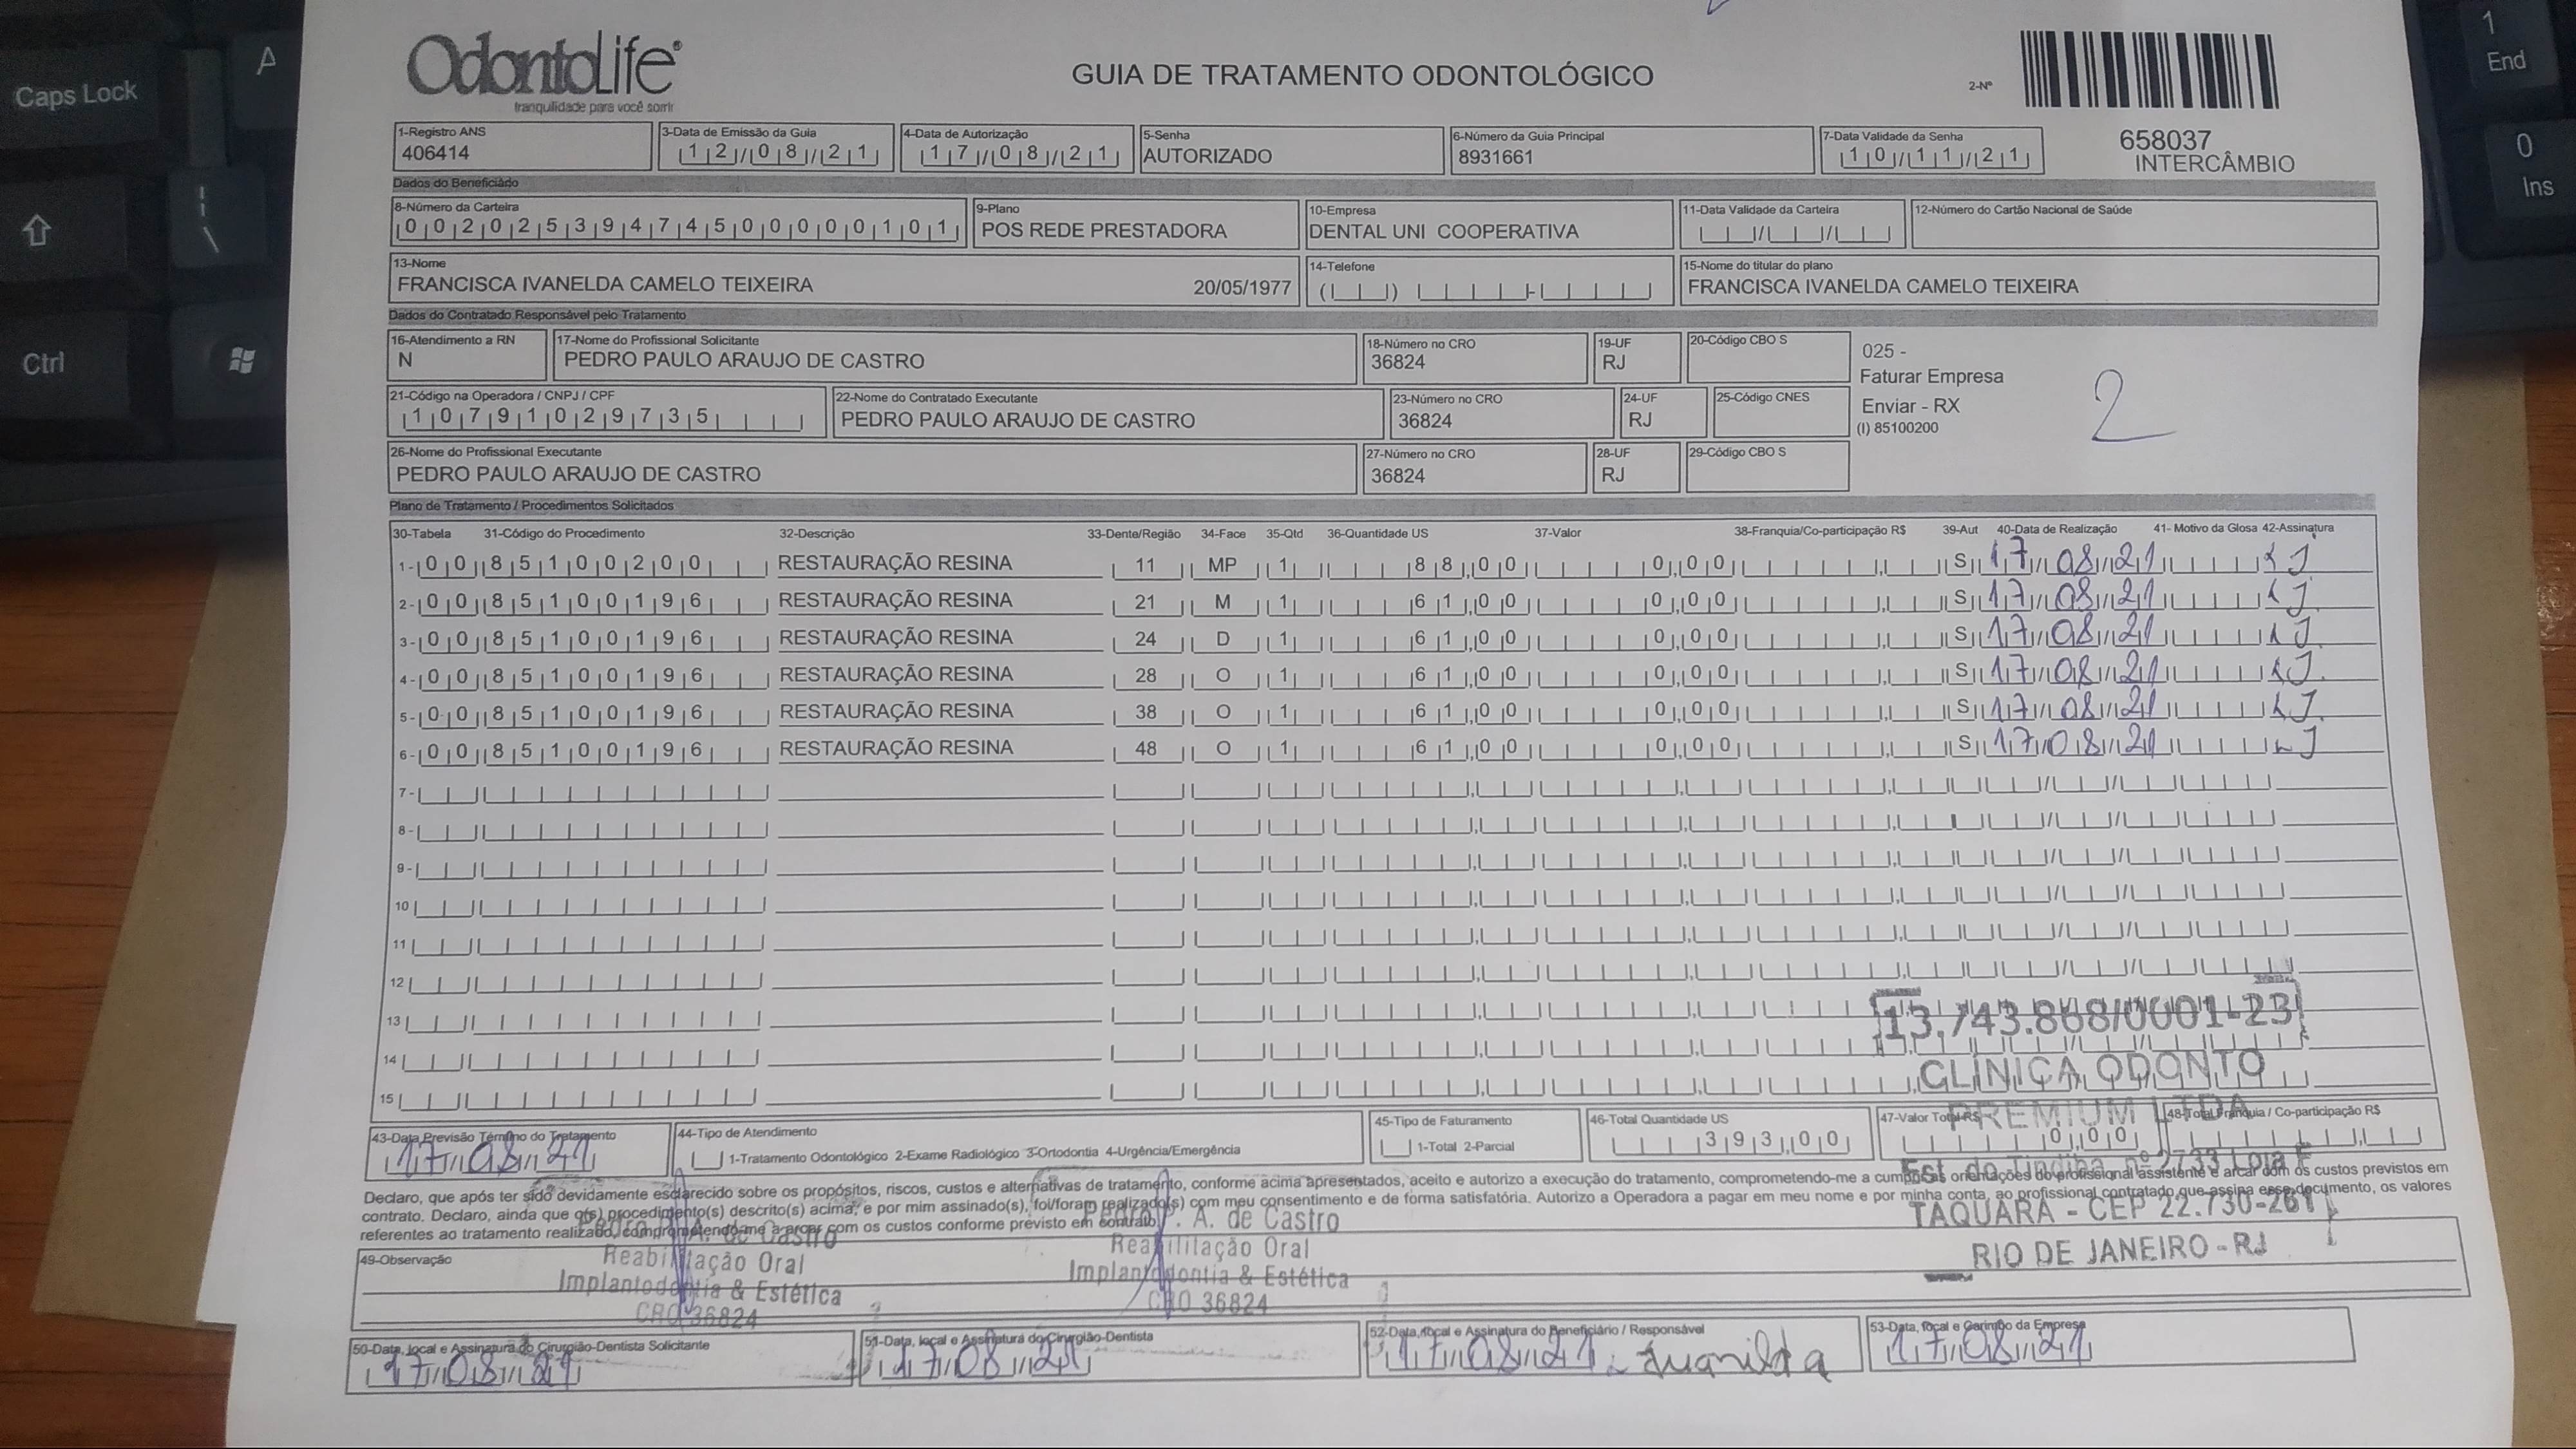 OdontoLife®
tranquilidade para você sorrir
GUIA DE TRATAMENTO ODONTOLÓGICO
2-Nº
658037
INTERCÂMBIO
1-Registro ANS 3-Data de Emissão da Guia 4-Data de Autorização 5-Senha 6-Número da Guia Principal 7-Data Validade da Senha
406414 12/08/21 17/08/21 AUTORIZADO 8931661 10/11/21
Dados do Beneficiário
8-Número da Carteira 9-Plano 10-Empresa 11-Data Validade da Carteira 12-Número do Cartão Nacional de Saúde
00202539474500000101 POS REDE PRESTADORA DENTAL UNI COOPERATIVA
13-Nome 14-Telefone 15-Nome do titular do plano
FRANCISCA IVANELDA CAMELO TEIXEIRA 20/05/1977 FRANCISCA IVANELDA CAMELO TEIXEIRA
Dados do Contratado Responsável pelo Tratamento
16-Atendimento a RN 17-Nome do Profissional Solicitante 18-Número no CRO 19-UF 20-Código CBO S
N PEDRO PAULO ARAUJO DE CASTRO 36824 RJ
025 -
Faturar Empresa
Enviar - RX
(I) 85100200
2
21-Código na Operadora / CNPJ / CPF 22-Nome do Contratado Executante 23-Número no CRO 24-UF 25-Código CNES
10791029735 PEDRO PAULO ARAUJO DE CASTRO 36824 RJ
26-Nome do Profissional Executante 27-Número no CRO 28-UF 29-Código CBO S
PEDRO PAULO ARAUJO DE CASTRO 36824 RJ
Plano de Tratamento / Procedimentos Solicitados
30-Tabela 31-Código do Procedimento 32-Descrição 33-Dente/Região 34-Face 35-Qtd 36-Quantidade US 37-Valor 38-Franquia/Co-participação R$ 39-Aut 40-Data de Realização 41- Motivo da Glosa 42-Assinatura
1- 00 85100200 RESTAURAÇÃO RESINA 11 MP 1 88,00 0,00 S 17/08/21
2- 00 85100196 RESTAURAÇÃO RESINA 21 M 1 61,00 0,00 S 17/08/21
3- 00 85100196 RESTAURAÇÃO RESINA 24 D 1 61,00 0,00 S 17/08/21
4- 00 85100196 RESTAURAÇÃO RESINA 28 O 1 61,00 0,00 S 17/08/21
5- 00 85100196 RESTAURAÇÃO RESINA 38 O 1 61,00 0,00 S 17/08/21
6- 00 85100196 RESTAURAÇÃO RESINA 48 O 1 61,00 0,00 S 17/08/21
7-
8-
9-
10
11
12
13
14
15
13.743.868/0001-23
CLÍNICA ODONTO
PREMIUM LTDA
Est. do Tindiba nº 2733 Loja F
TAQUARA - CEP 22.730-261
RIO DE JANEIRO - RJ
43-Data Previsão Término do Tratamento 44-Tipo de Atendimento 45-Tipo de Faturamento 46-Total Quantidade US 47-Valor Total R$ 48-Total Franquia / Co-participação R$
17/08/21 1-Tratamento Odontológico 2-Exame Radiológico 3-Ortodontia 4-Urgência/Emergência 1-Total 2-Parcial 393,00 0,00
Declaro, que após ter sido devidamente esclarecido sobre os propósitos, riscos, custos e alternativas de tratamento, conforme acima apresentados, aceito e autorizo a execução do tratamento, comprometendo-me a cumprir as orientações do profissional assistente e arcar com os custos previstos em
contrato. Declaro, ainda que o(s) procedimento(s) descrito(s) acima, e por mim assinado(s), foi/foram realizado(s) com meu consentimento e de forma satisfatória. Autorizo a Operadora a pagar em meu nome e por minha conta, ao profissional contratado que assina esse documento, os valores
referentes ao tratamento realizado, comprometendo-me a arcar com os custos conforme previsto em contrato.
49-Observação
Pedro P. A. de Castro
Reabilitação Oral
Implantodontia & Estética
CRO 36824
Pedro P. A. de Castro
Reabilitação Oral
Implantodontia & Estética
CRO 36824
50-Data, local e Assinatura do Cirurgião-Dentista Solicitante 51-Data, local e Assinatura do Cirurgião-Dentista 52-Data, local e Assinatura do Beneficiário / Responsável 53-Data, local e Carimbo da Empresa
17/08/21 17/08/21 17/08/21 17/08/21
Caps Lock
A
Ctrl
1
End
0
Ins